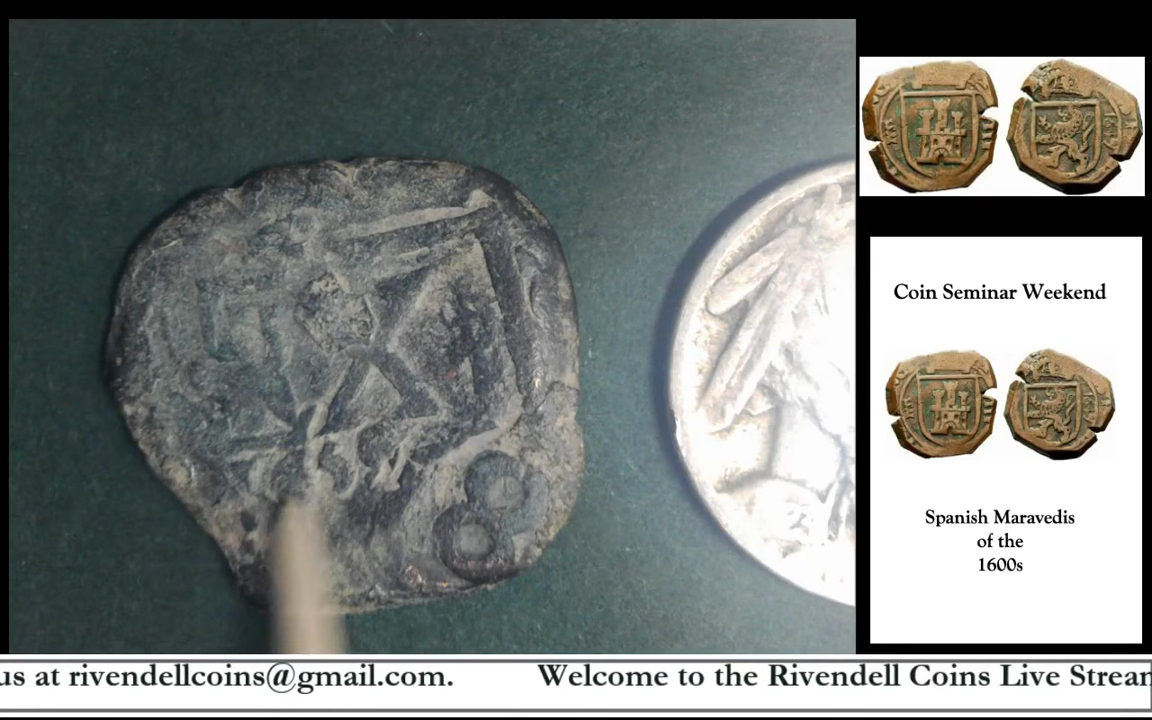 8
Coin Seminar Weekend
Spanish Maravedis
of the
1600s
us at rivendellcoins@gmail.com. Welcome to the Rivendell Coins Live Strea